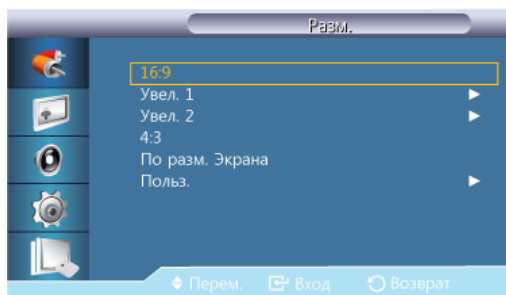 Разм.
16:9
Увел. 1
Увел. 2
4:3
По разм. Экрана
Польз.
Перем. Вход Возврат